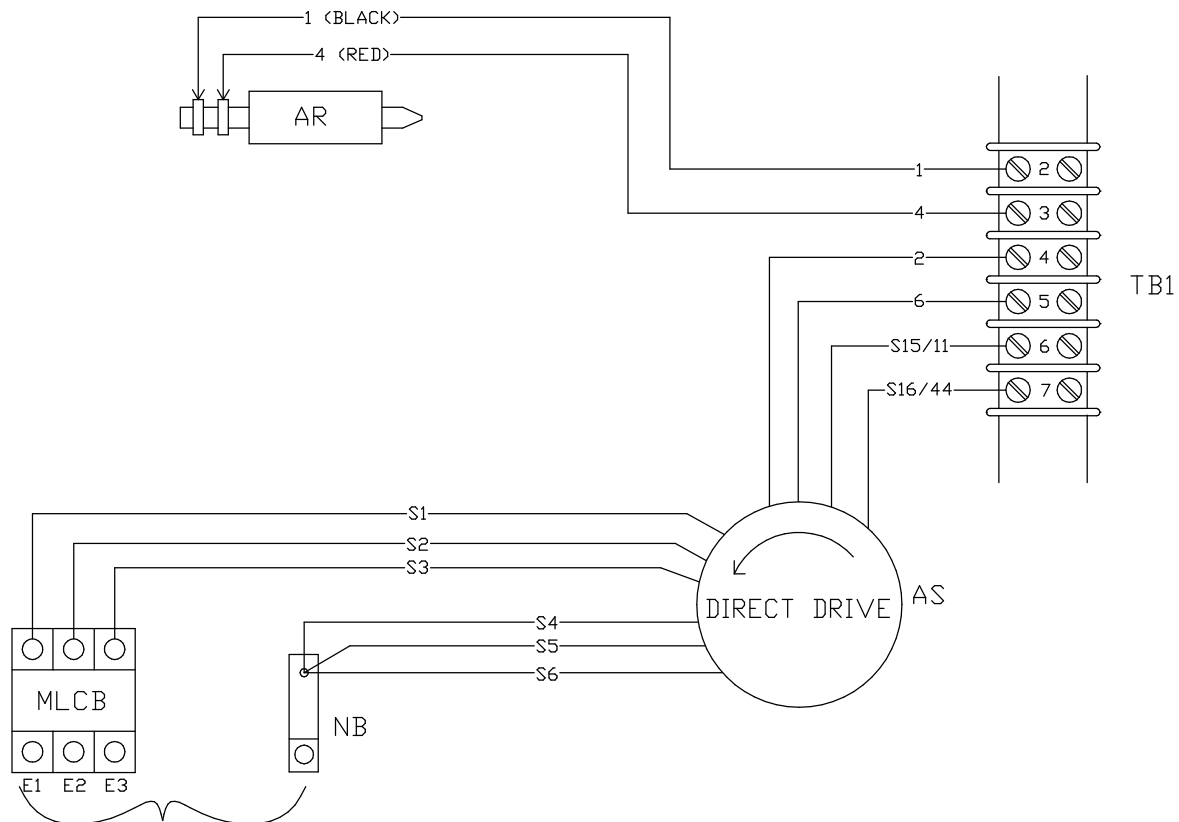 1 (BLACK)
4 (RED)
AR
1
2
4
3
2
4
TB1
6
5
S15/11
6
S16/44
7
S1
S2
S3
AS
DIRECT DRIVE
S4
S5
S6
MLCB
NB
E1 E2 E3